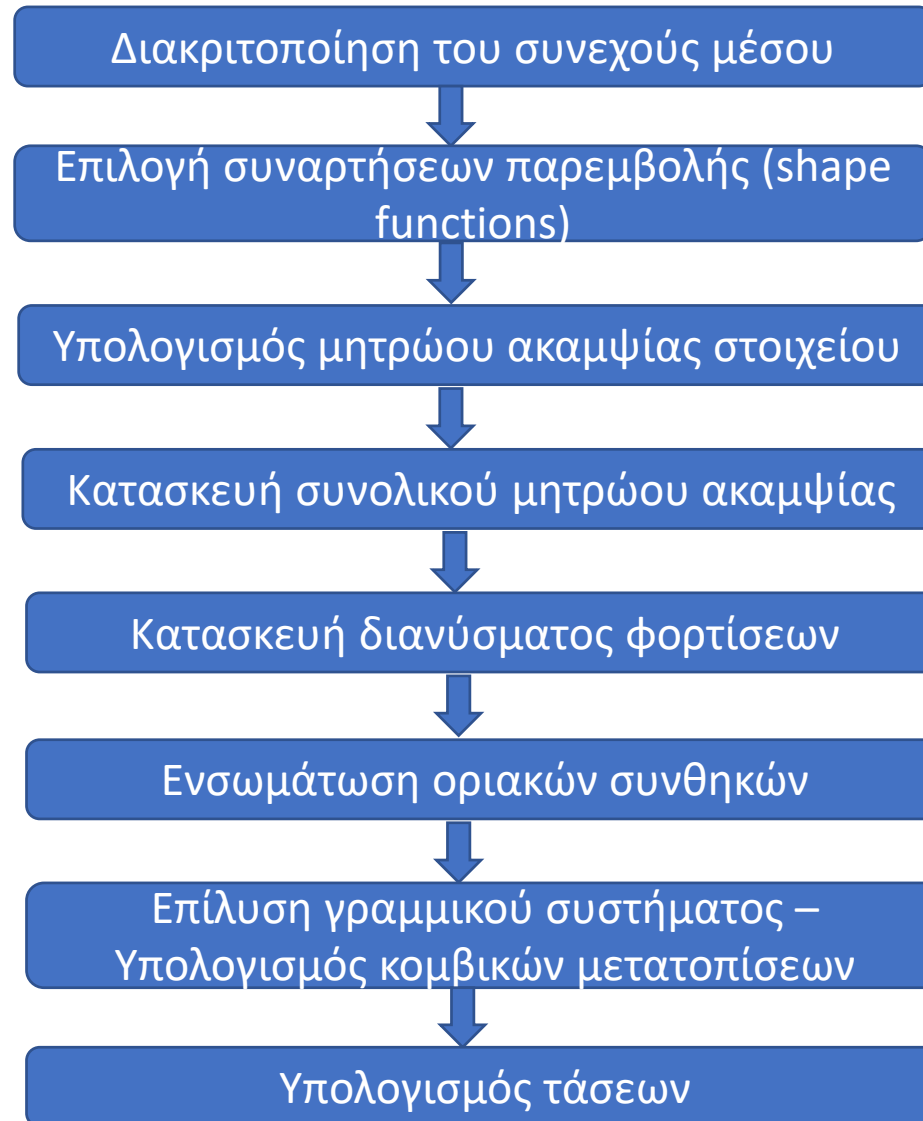 Διακριτοποίηση του συνεχούς μέσου
Επιλογή συναρτήσεων παρεμβολής (shape
functions)
Υπολογισμός μητρώου ακαμψίας στοιχείου
Κατασκευή συνολικού μητρώου ακαμψίας
Κατασκευή διανύσματος φορτίσεων
Ενσωμάτωση οριακών συνθηκών
Επίλυση γραμμικού συστήματος –
Υπολογισμός κομβικών μετατοπίσεων
Υπολογισμός τάσεων